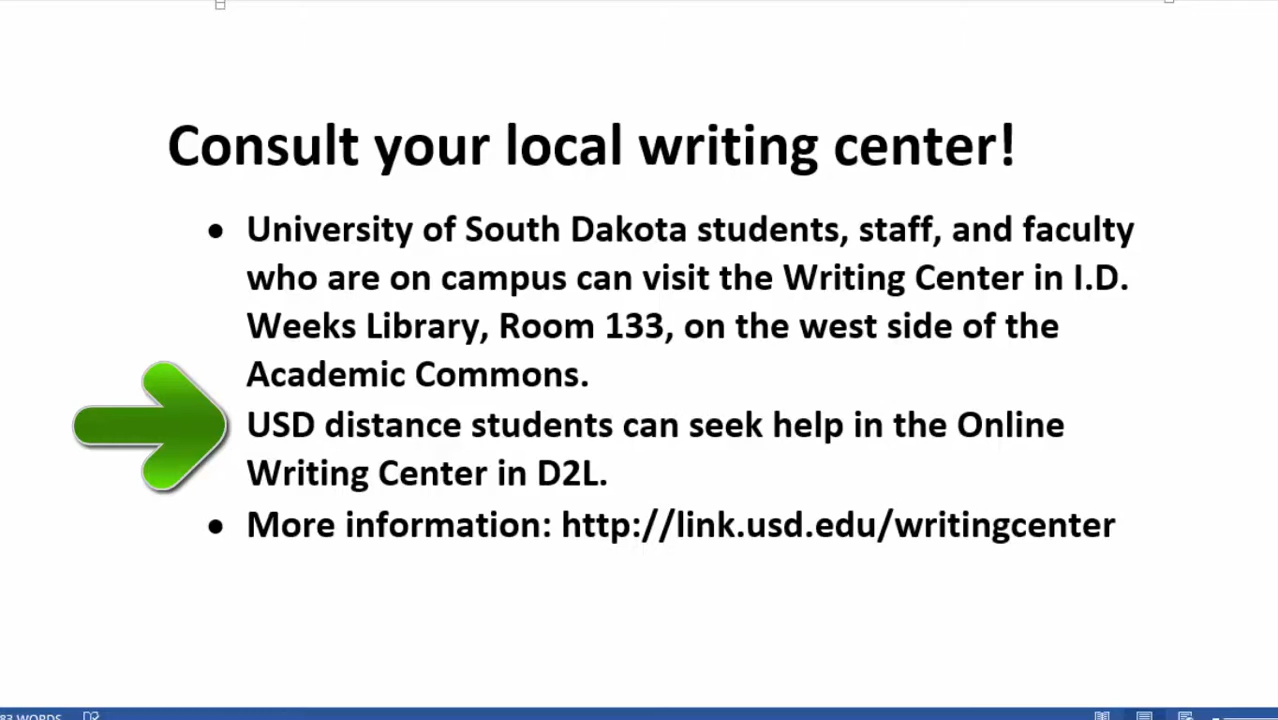 Consult your local writing center!
• University of South Dakota students, staff, and faculty
who are on campus can visit the Writing Center in I.D.
Weeks Library, Room 133, on the west side of the
Academic Commons.
USD distance students can seek help in the Online
Writing Center in D2L.
• More information: http://link.usd.edu/writingcenter
83 WORDS